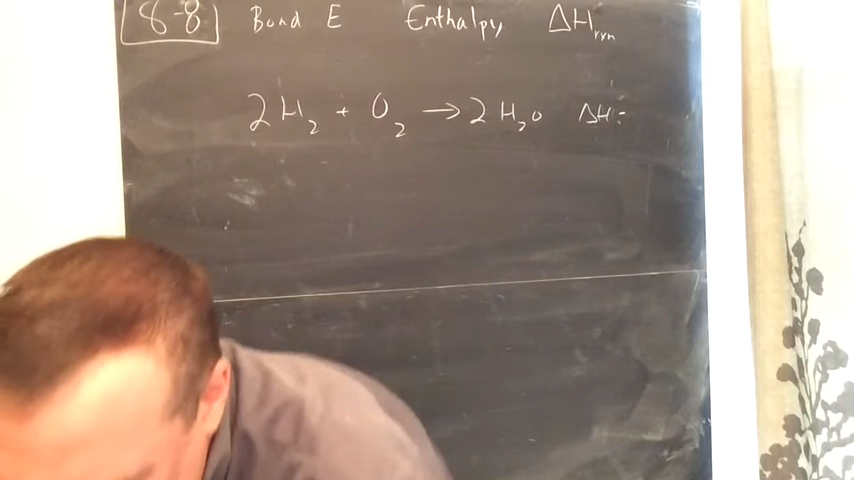 8-8 Bond E Enthalpy ΔHrxn
2H₂ + O₂ → 2H₂O ΔH: